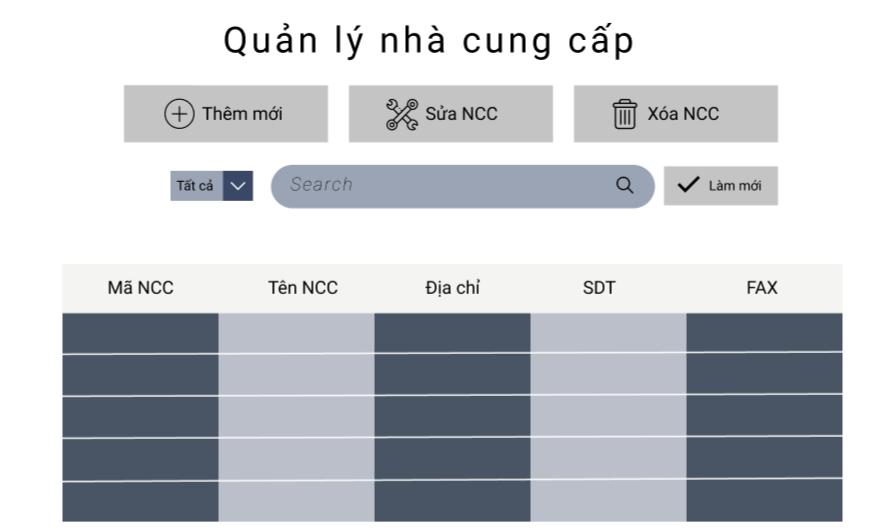 Quản lý nhà cung cấp
Thêm mới Sửa NCC Xóa NCC
Tất cả Search Làm mới
Mã NCC Tên NCC Địa chỉ SDT FAX